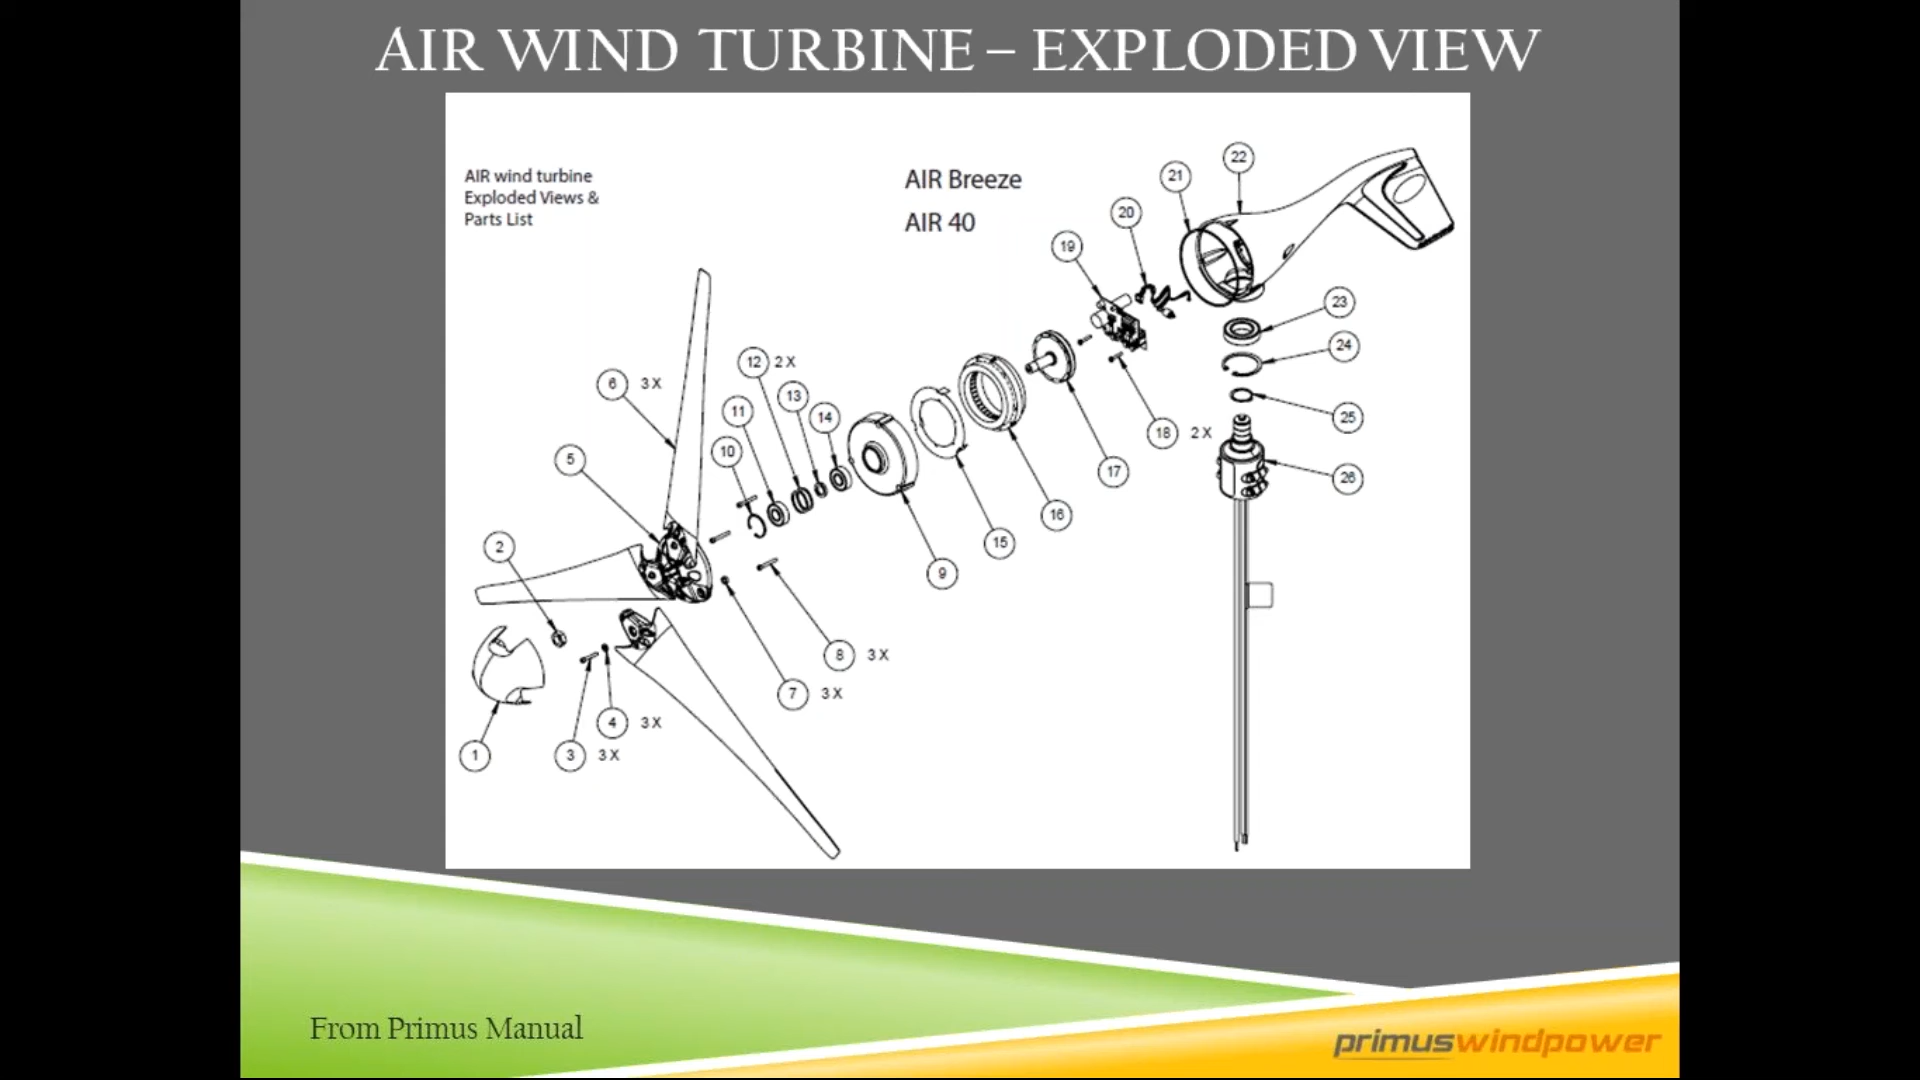 AIR WIND TURBINE – EXPLODED VIEW
AIR wind turbine
Exploded Views &
Parts List
AIR Breeze
AIR 40
22
21
20
19
23
24
12 2 X
6 3 X
13
11
14
25
18 2 X
10
5
17
26
16
2
15
9
8 3 X
7 3 X
4 3 X
1
3 3 X
From Primus Manual
primuswindpower